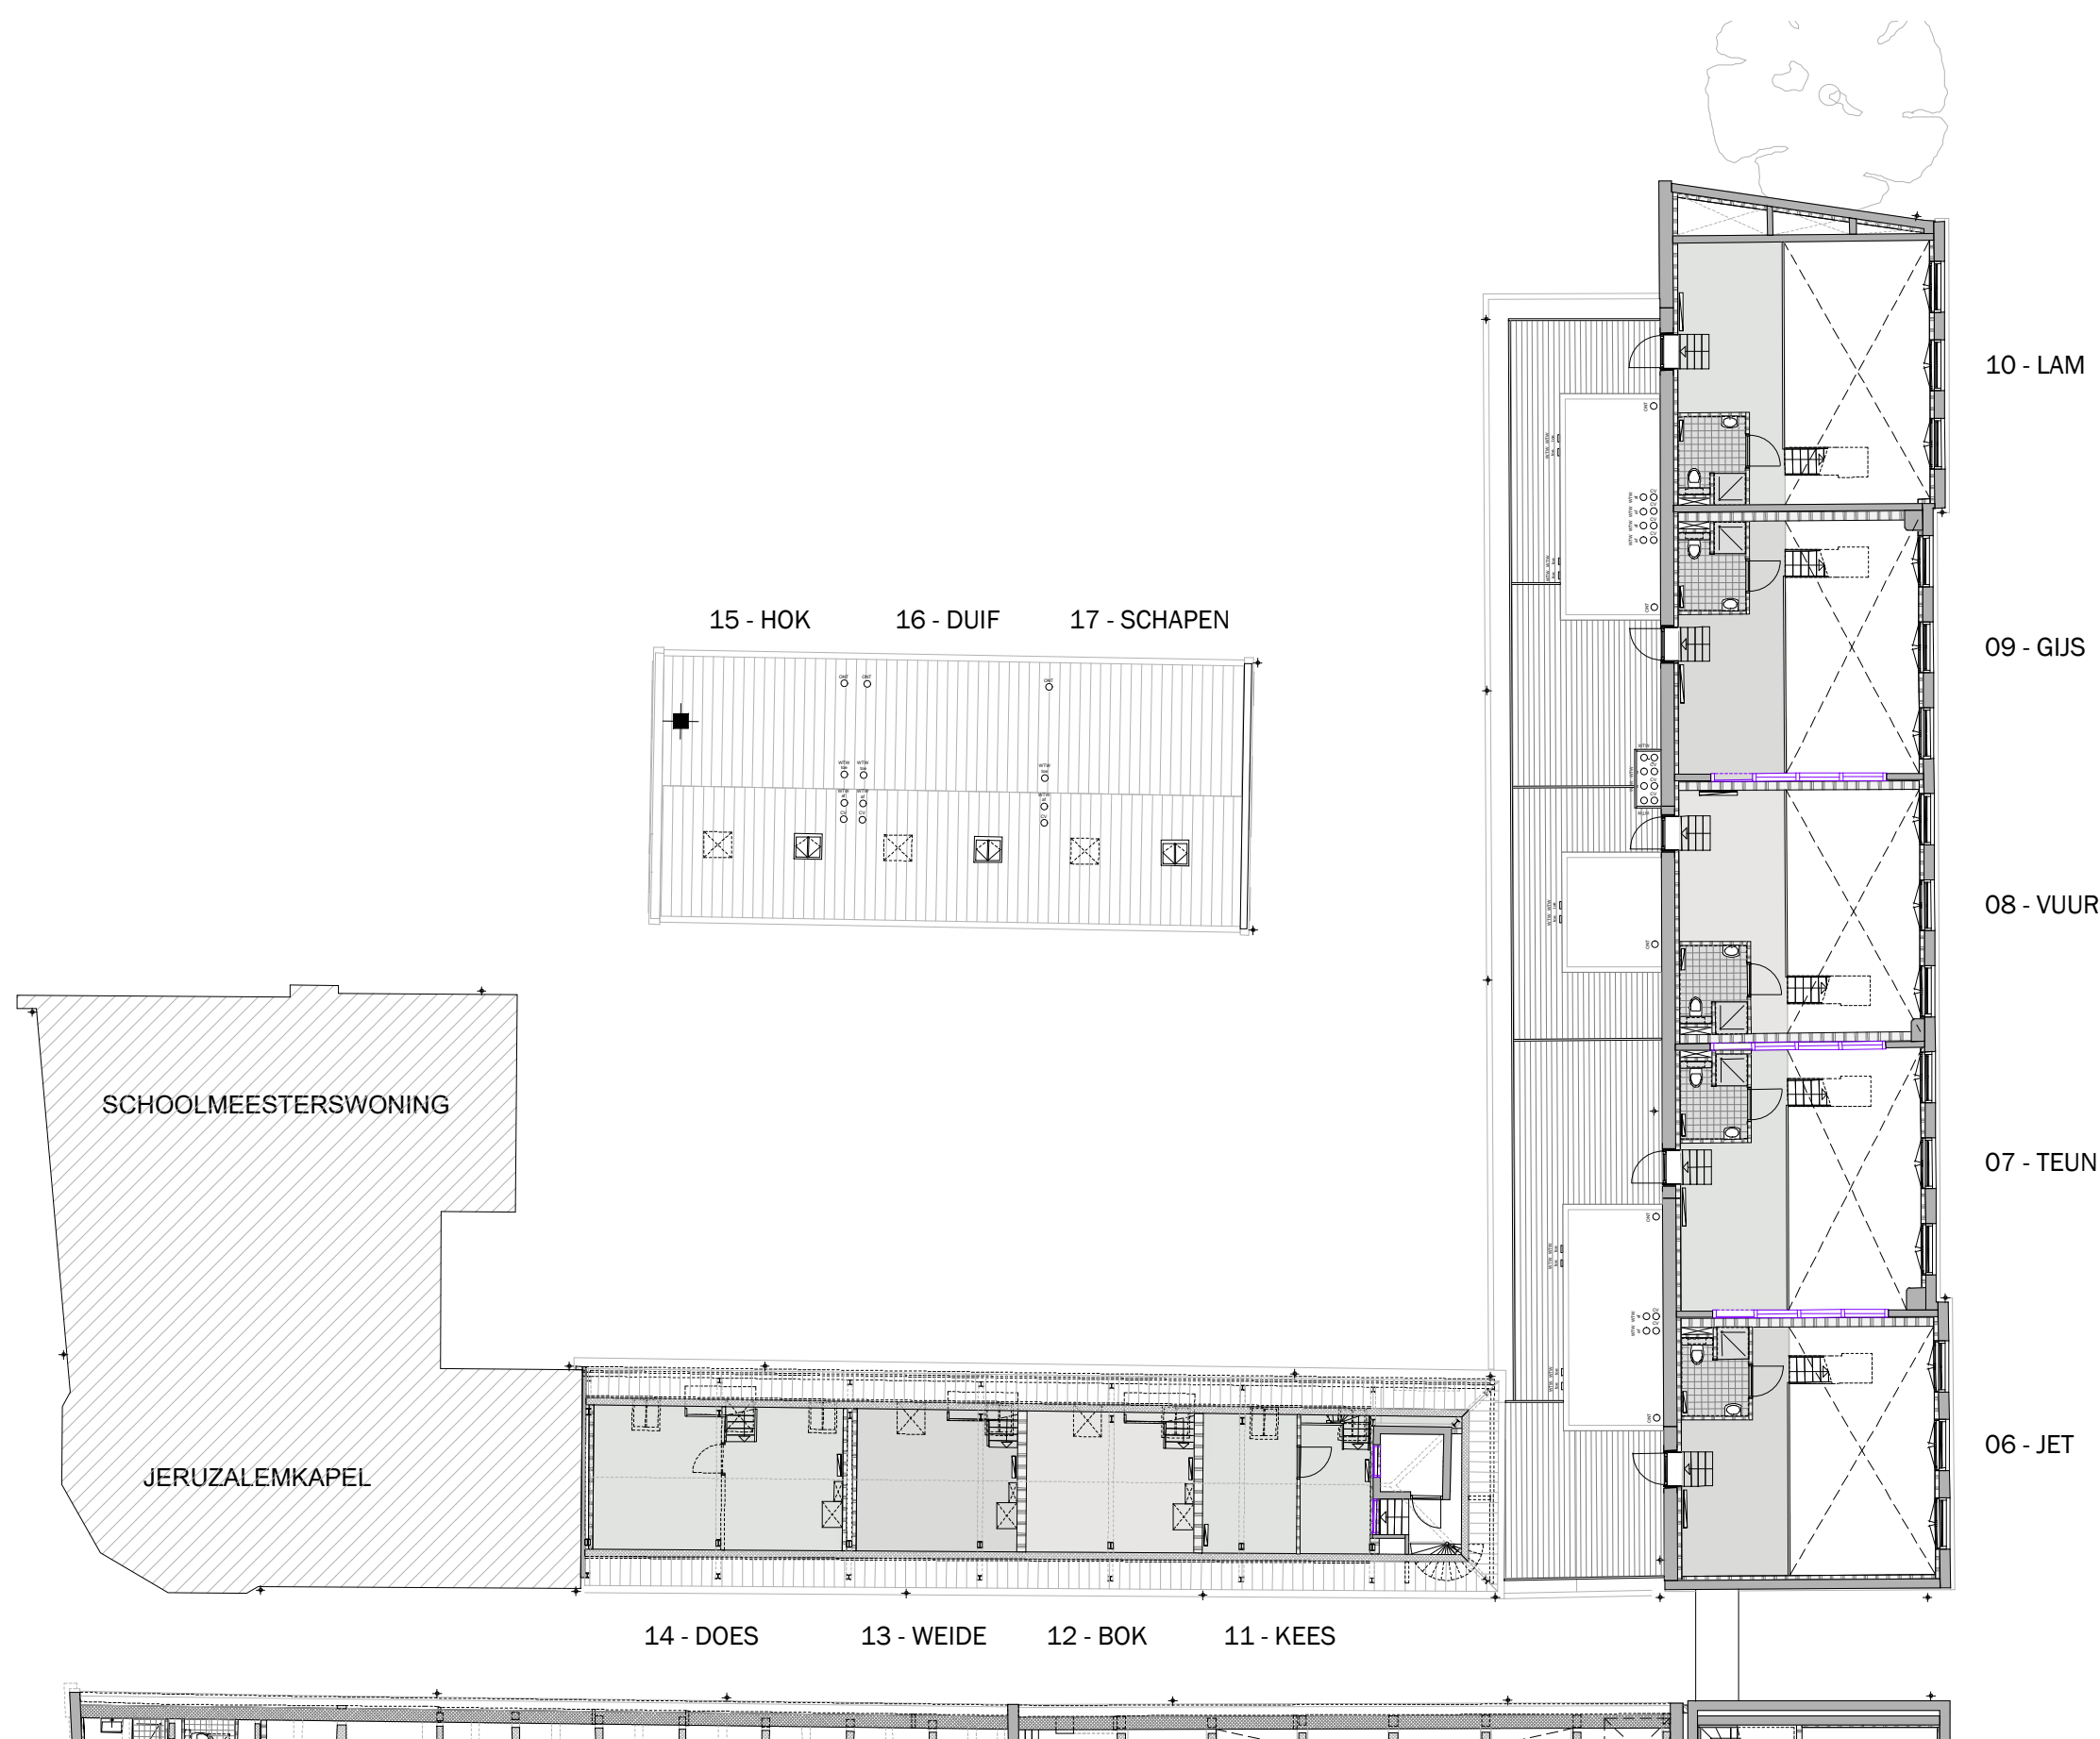 10 - LAM
15 - HOK 16 - DUIF 17 - SCHAPEN
09 - GIJS
08 - VUUR
SCHOOLMEESTERSWONING
07 - TEUN
JERUZALEMKAPEL
06 - JET
14 - DOES 13 - WEIDE 12 - BOK 11 - KEES